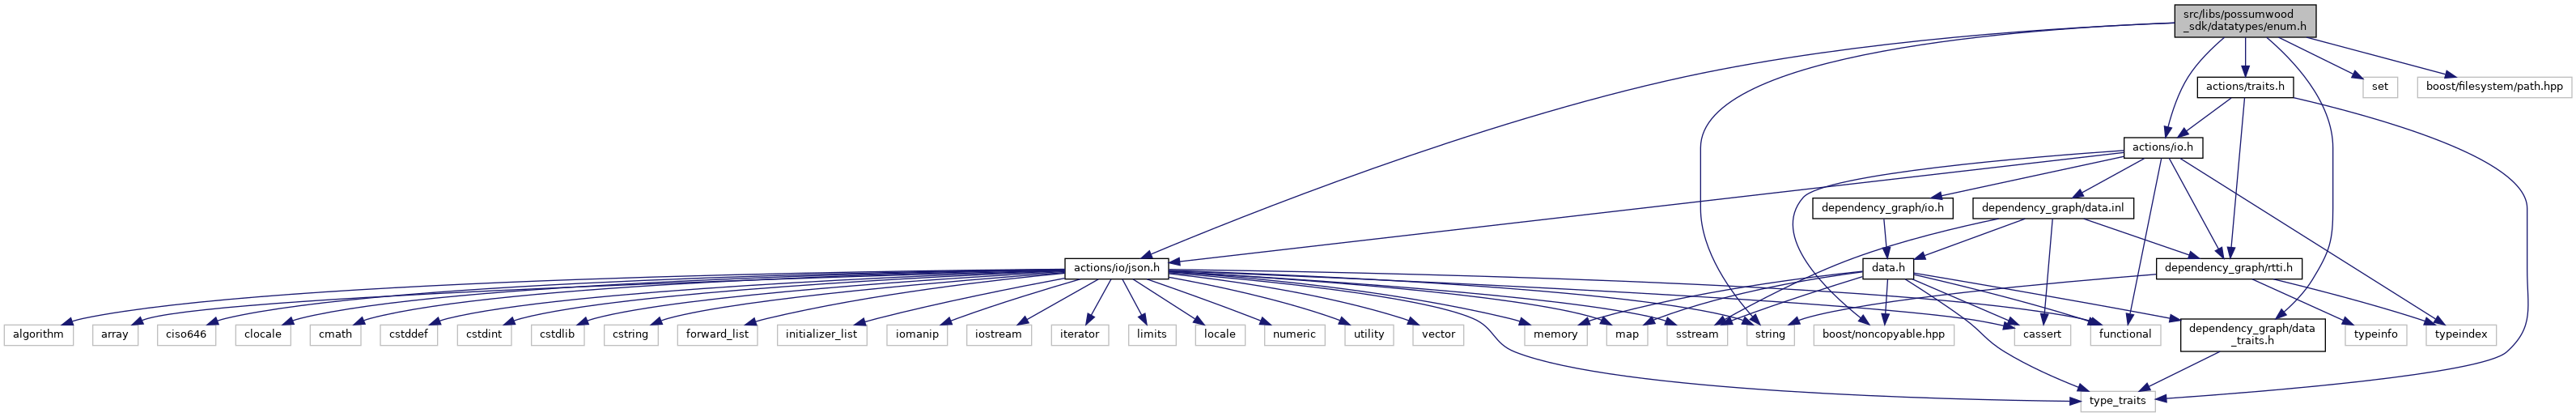 src/libs/possumwood
_sdk/datatypes/enum.h
actions/traits.h
set
boost/filesystem/path.hpp
actions/io.h
dependency_graph/io.h
dependency_graph/data.inl
actions/io/json.h
data.h
dependency_graph/rtti.h
algorithm
array
ciso646
clocale
cmath
cstddef
cstdint
cstdlib
cstring
forward_list
initializer_list
iomanip
iostream
iterator
limits
locale
numeric
utility
vector
memory
map
sstream
string
boost/noncopyable.hpp
cassert
functional
dependency_graph/data
_traits.h
typeinfo
typeindex
type_traits